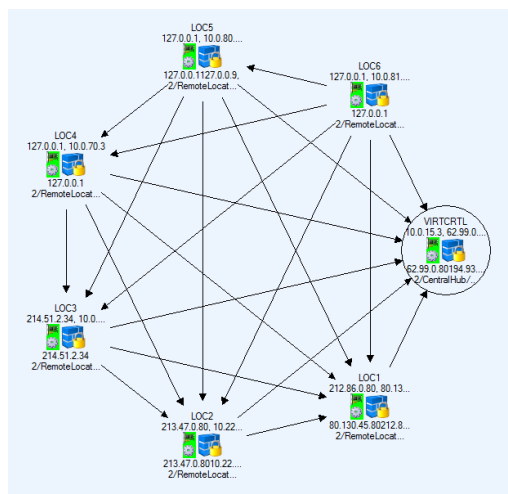 LOC5
127.0.0.1, 10.0.80....
127.0.0.1127.0.0.9,
2/RemoteLocat...
LOC6
127.0.0.1, 10.0.81....
127.0.0.1
2/RemoteLocat...
LOC4
127.0.0.1, 10.0.70.3
127.0.0.1
2/RemoteLocat...
VIRTCRTL
10.0.15.3, 62.99.0....
62.99.0.80194.93....
2/CentralHub/...
LOC3
214.51.2.34, 10.0....
214.51.2.34
2/RemoteLocat...
LOC1
212.86.0.80, 80.13...
80.130.45.80212.8...
2/RemoteLocat...
LOC2
213.47.0.80, 10.22....
213.47.0.8010.22....
2/RemoteLocat...